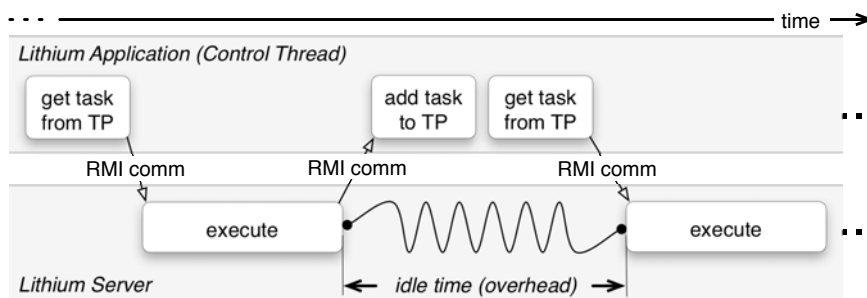 time
Lithium Application (Control Thread)
get task
from TP
add task
to TP
get task
from TP
RMI comm
RMI comm
RMI comm
execute
execute
idle time (overhead)
Lithium Server